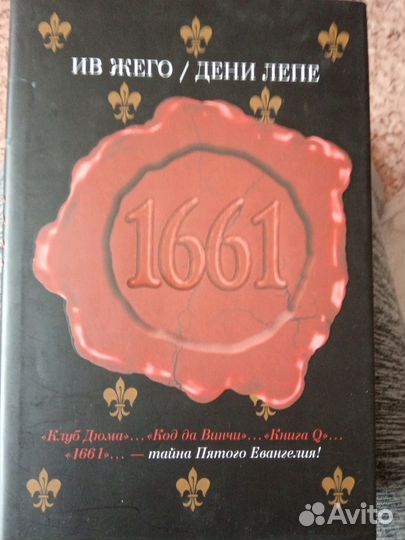 ИВ ЖЕГО / ДЕНИ ЛЕПЕ
1661
«Клуб Дюма»... «Код да Винчи»... «Книга Q»...
«1661»... — тайна Пятого Евангелия!
Avito